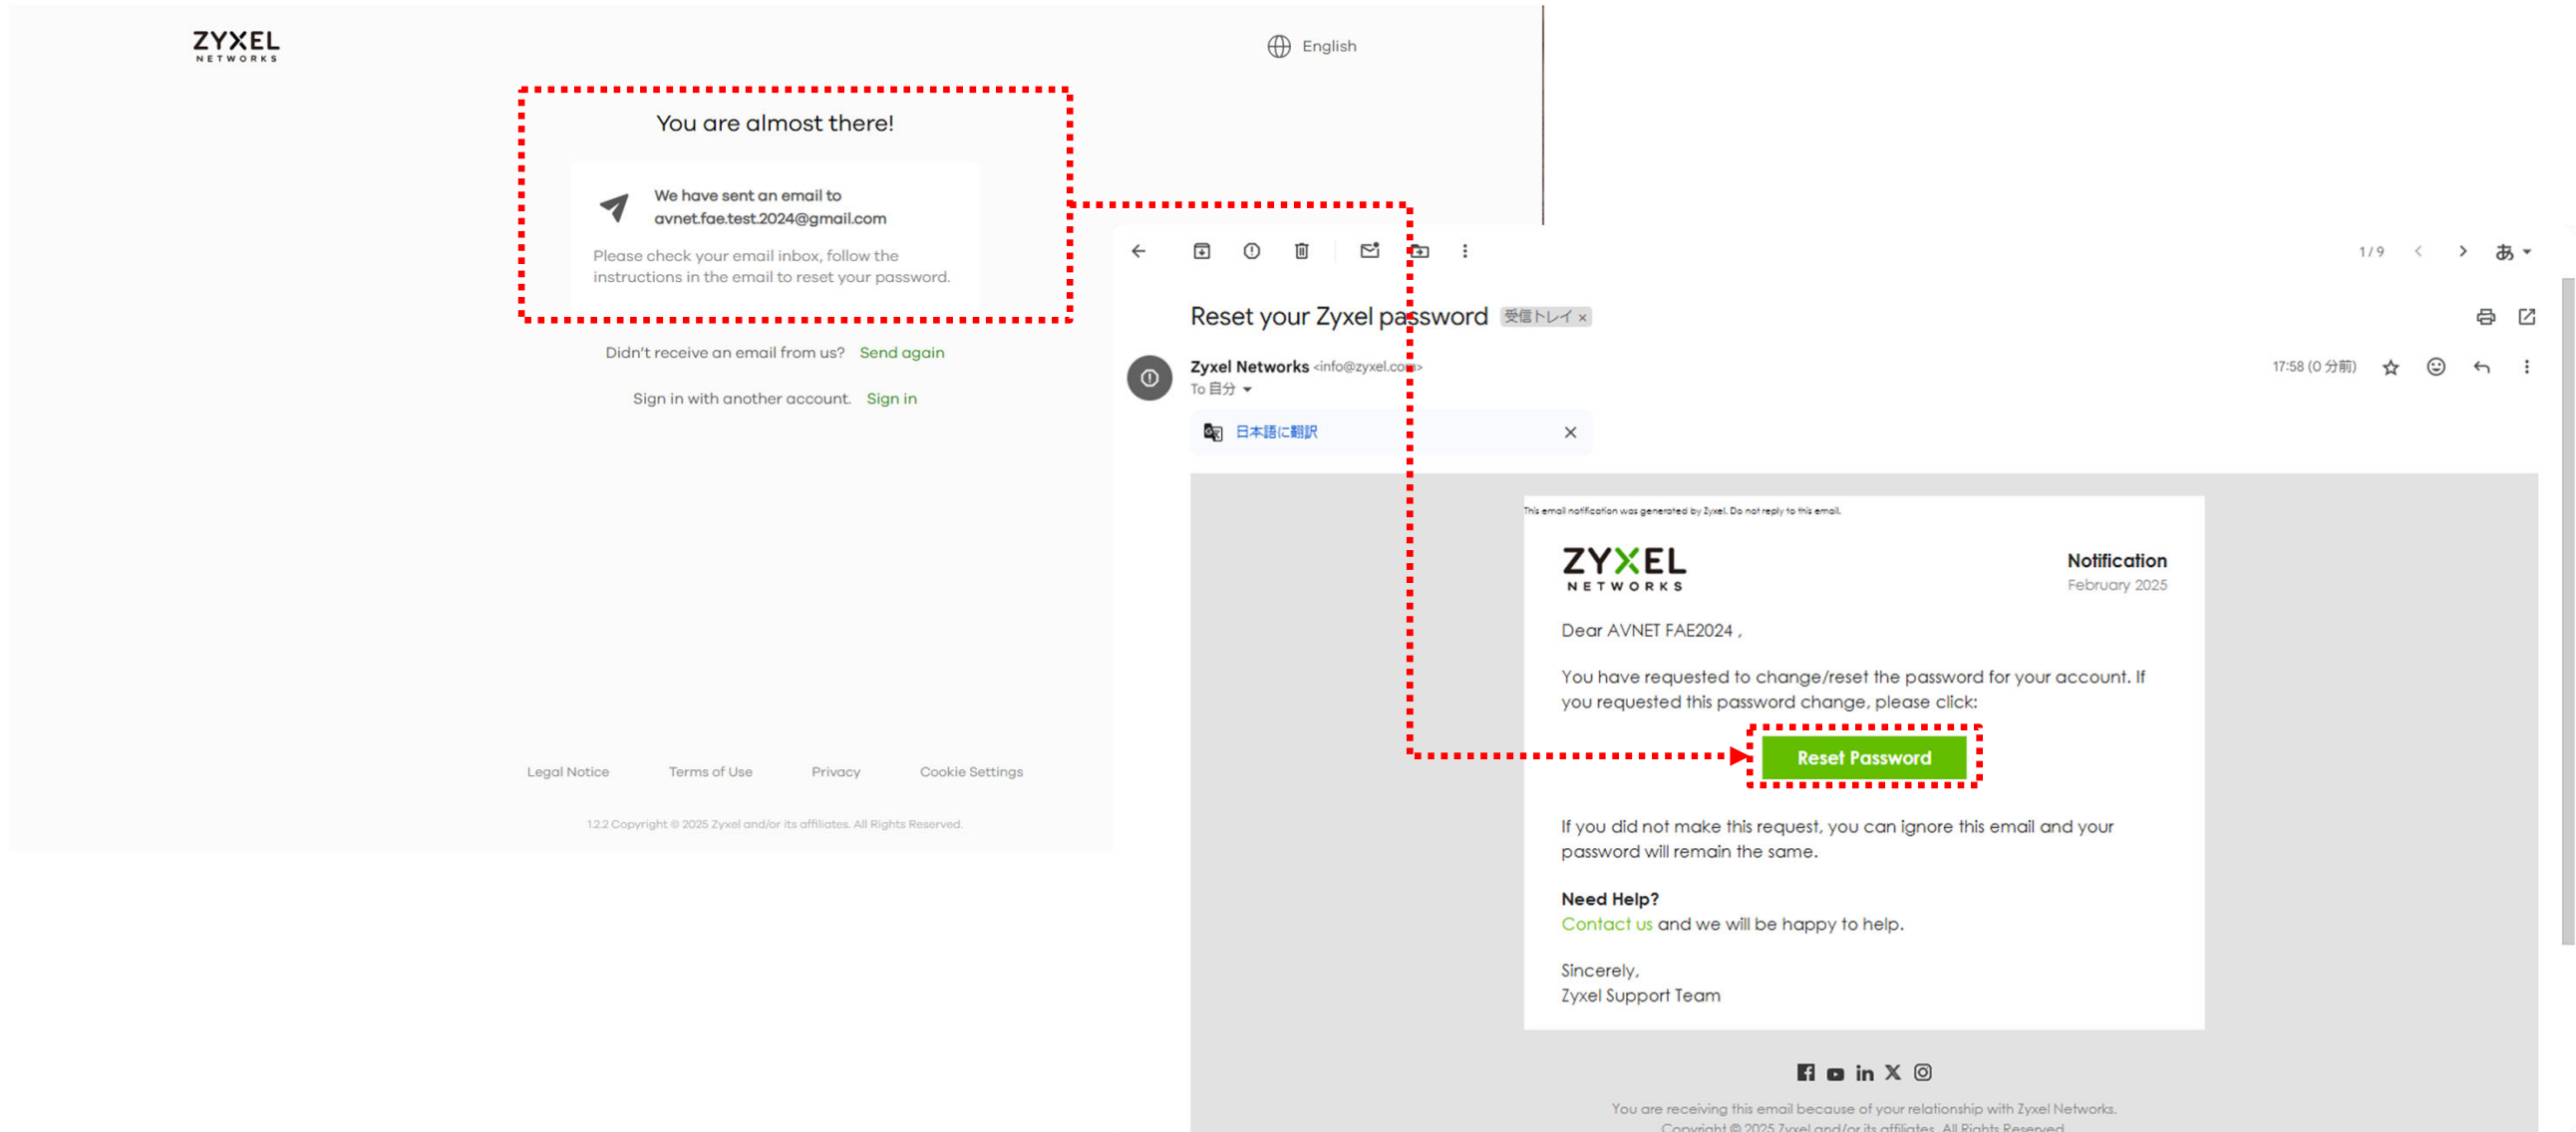 ZYXEL
NETWORKS
English
You are almost there!
We have sent an email to
avnet.fae.test.2024@gmail.com
Please check your email inbox, follow the
instructions in the email to reset your password.
Didn't receive an email from us? Send again
Sign in with another account. Sign in
Legal Notice Terms of Use Privacy Cookie Settings
1.2.2 Copyright © 2025 Zyxel and/or its affiliates. All Rights Reserved.
1/9 あ
Reset your Zyxel password 受信トレイ ×
Zyxel Networks <info@zyxel.com> 17:58 (0 分前)
To 自分
日本語に翻訳
This email notification was generated by Zyxel. Do not reply to this email.
ZYXEL
NETWORKS
Notification
February 2025
Dear AVNET FAE2024 ,
You have requested to change/reset the password for your account. If
you requested this password change, please click:
Reset Password
If you did not make this request, you can ignore this email and your
password will remain the same.
Need Help?
Contact us and we will be happy to help.
Sincerely,
Zyxel Support Team
You are receiving this email because of your relationship with Zyxel Networks.
Copyright © 2025 Zyxel and/or its affiliates. All Rights Reserved.